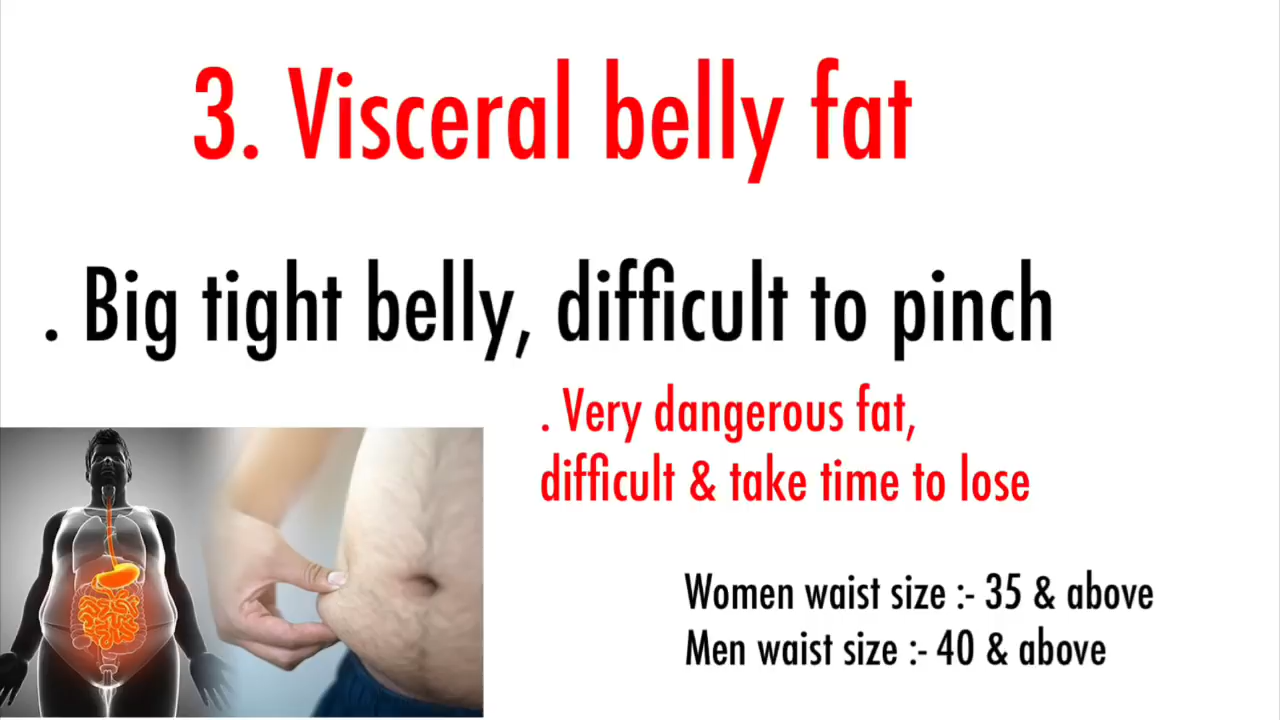 3. Visceral belly fat
. Big tight belly, difficult to pinch
. Very dangerous fat,
difficult & take time to lose
Women waist size :- 35 & above
Men waist size :- 40 & above